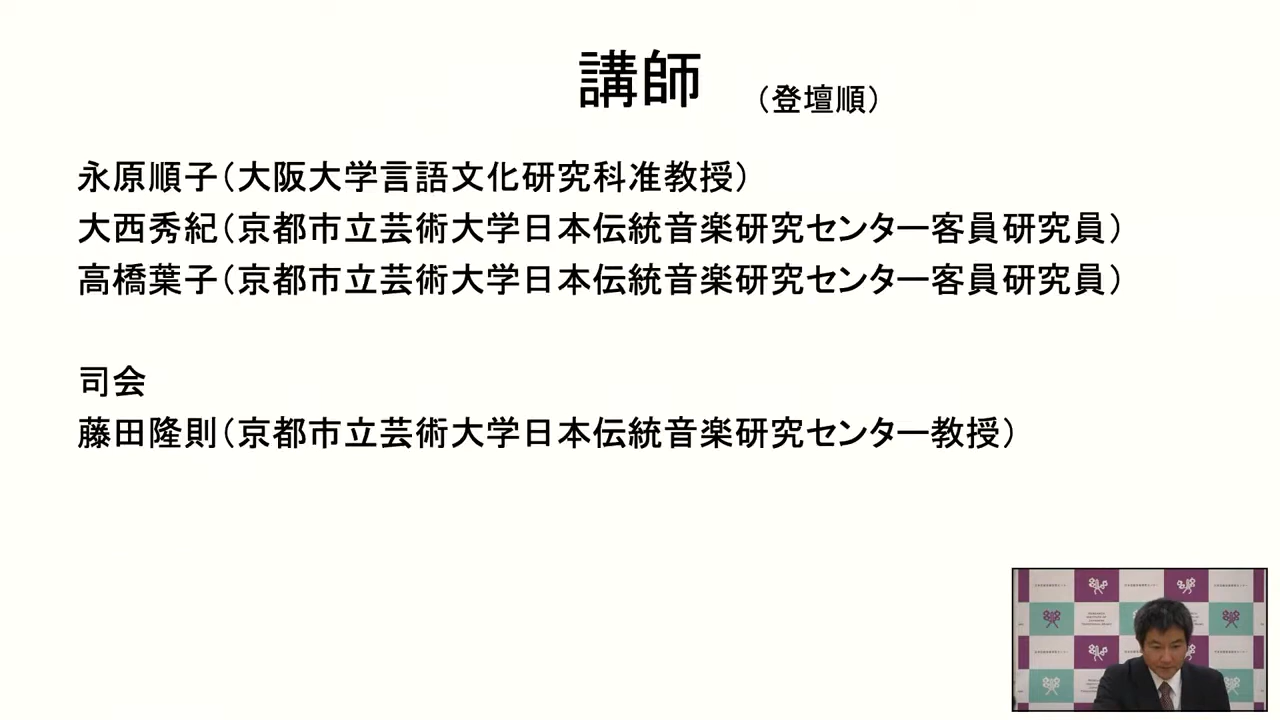 講師 （登壇順）
永原順子（大阪大学言語文化研究科准教授）
大西秀紀（京都市立芸術大学日本伝統音楽研究センター客員研究員）
高橋葉子（京都市立芸術大学日本伝統音楽研究センター客員研究員）
司会
藤田隆則（京都市立芸術大学日本伝統音楽研究センター教授）